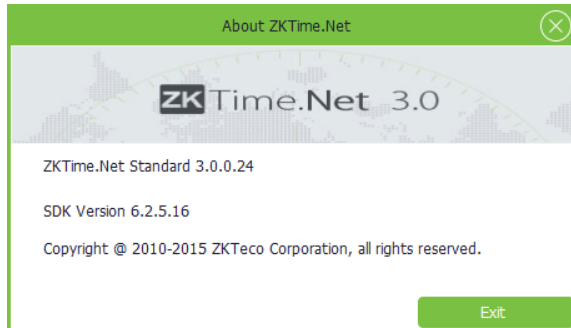 About ZKTime.Net
ZKTime.Net 3.0
ZKTime.Net Standard 3.0.0.24
SDK Version 6.2.5.16
Copyright @ 2010-2015 ZKTeco Corporation, all rights reserved.
Exit